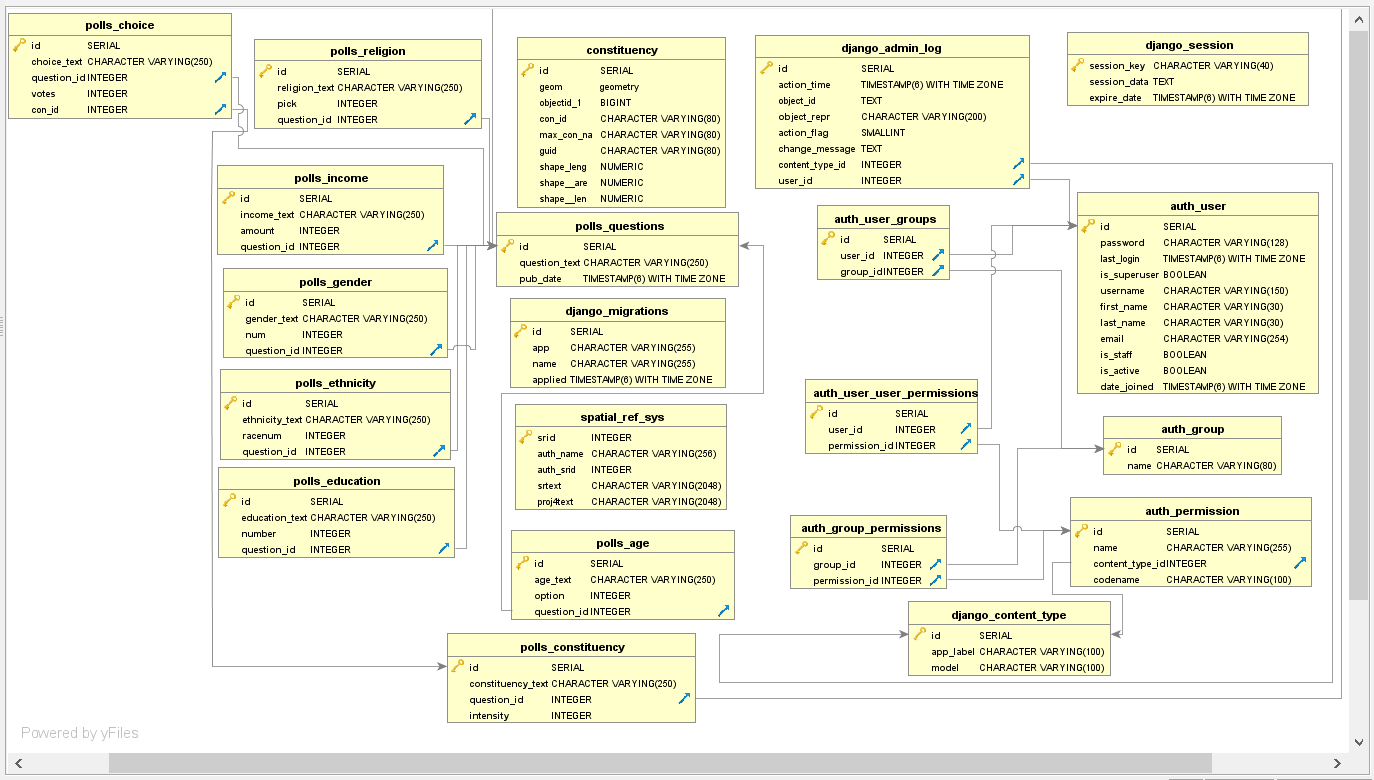 polls_choice
id SERIAL
choice_text CHARACTER VARYING(250)
question_id INTEGER
votes INTEGER
con_id INTEGER
polls_religion
id SERIAL
religion_text CHARACTER VARYING(250)
pick INTEGER
question_id INTEGER
constituency
id SERIAL
geom geometry
objectid_1 BIGINT
con_id CHARACTER VARYING(80)
max_con_na CHARACTER VARYING(80)
guid CHARACTER VARYING(80)
shape_leng NUMERIC
shape__are NUMERIC
shape__len NUMERIC
django_admin_log
id SERIAL
action_time TIMESTAMP(6) WITH TIME ZONE
object_id TEXT
object_repr CHARACTER VARYING(200)
action_flag SMALLINT
change_message TEXT
content_type_id INTEGER
user_id INTEGER
django_session
session_key CHARACTER VARYING(40)
session_data TEXT
expire_date TIMESTAMP(6) WITH TIME ZONE
polls_income
id SERIAL
income_text CHARACTER VARYING(250)
amount INTEGER
question_id INTEGER
polls_questions
id SERIAL
question_text CHARACTER VARYING(250)
pub_date TIMESTAMP(6) WITH TIME ZONE
auth_user_groups
id SERIAL
user_id INTEGER
group_id INTEGER
auth_user
id SERIAL
password CHARACTER VARYING(128)
last_login TIMESTAMP(6) WITH TIME ZONE
is_superuser BOOLEAN
username CHARACTER VARYING(150)
first_name CHARACTER VARYING(30)
last_name CHARACTER VARYING(30)
email CHARACTER VARYING(254)
is_staff BOOLEAN
is_active BOOLEAN
date_joined TIMESTAMP(6) WITH TIME ZONE
polls_gender
id SERIAL
gender_text CHARACTER VARYING(250)
num INTEGER
question_id INTEGER
django_migrations
id SERIAL
app CHARACTER VARYING(255)
name CHARACTER VARYING(255)
applied TIMESTAMP(6) WITH TIME ZONE
polls_ethnicity
id SERIAL
ethnicity_text CHARACTER VARYING(250)
racenum INTEGER
question_id INTEGER
spatial_ref_sys
srid INTEGER
auth_name CHARACTER VARYING(256)
auth_srid INTEGER
srtext CHARACTER VARYING(2048)
proj4text CHARACTER VARYING(2048)
auth_user_user_permissions
id SERIAL
user_id INTEGER
permission_id INTEGER
auth_group
id SERIAL
name CHARACTER VARYING(80)
polls_education
id SERIAL
education_text CHARACTER VARYING(250)
number INTEGER
question_id INTEGER
polls_age
id SERIAL
age_text CHARACTER VARYING(250)
option INTEGER
question_id INTEGER
auth_group_permissions
id SERIAL
group_id INTEGER
permission_id INTEGER
auth_permission
id SERIAL
name CHARACTER VARYING(255)
content_type_id INTEGER
codename CHARACTER VARYING(100)
django_content_type
id SERIAL
app_label CHARACTER VARYING(100)
model CHARACTER VARYING(100)
polls_constituency
id SERIAL
constituency_text CHARACTER VARYING(250)
question_id INTEGER
intensity INTEGER
Powered by yFiles